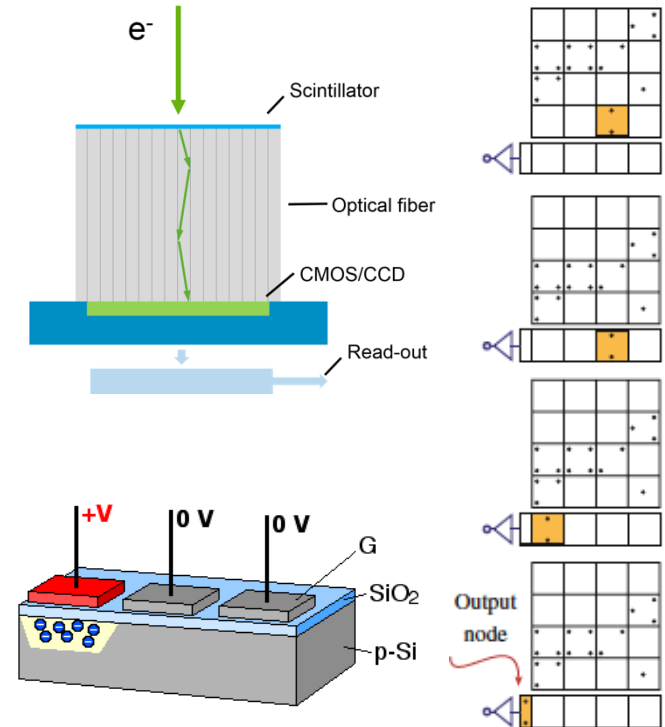 e⁻
Scintillator
Optical fiber
CMOS/CCD
Read-out
+V
0 V
0 V
G
SiO₂
p-Si
Output
node